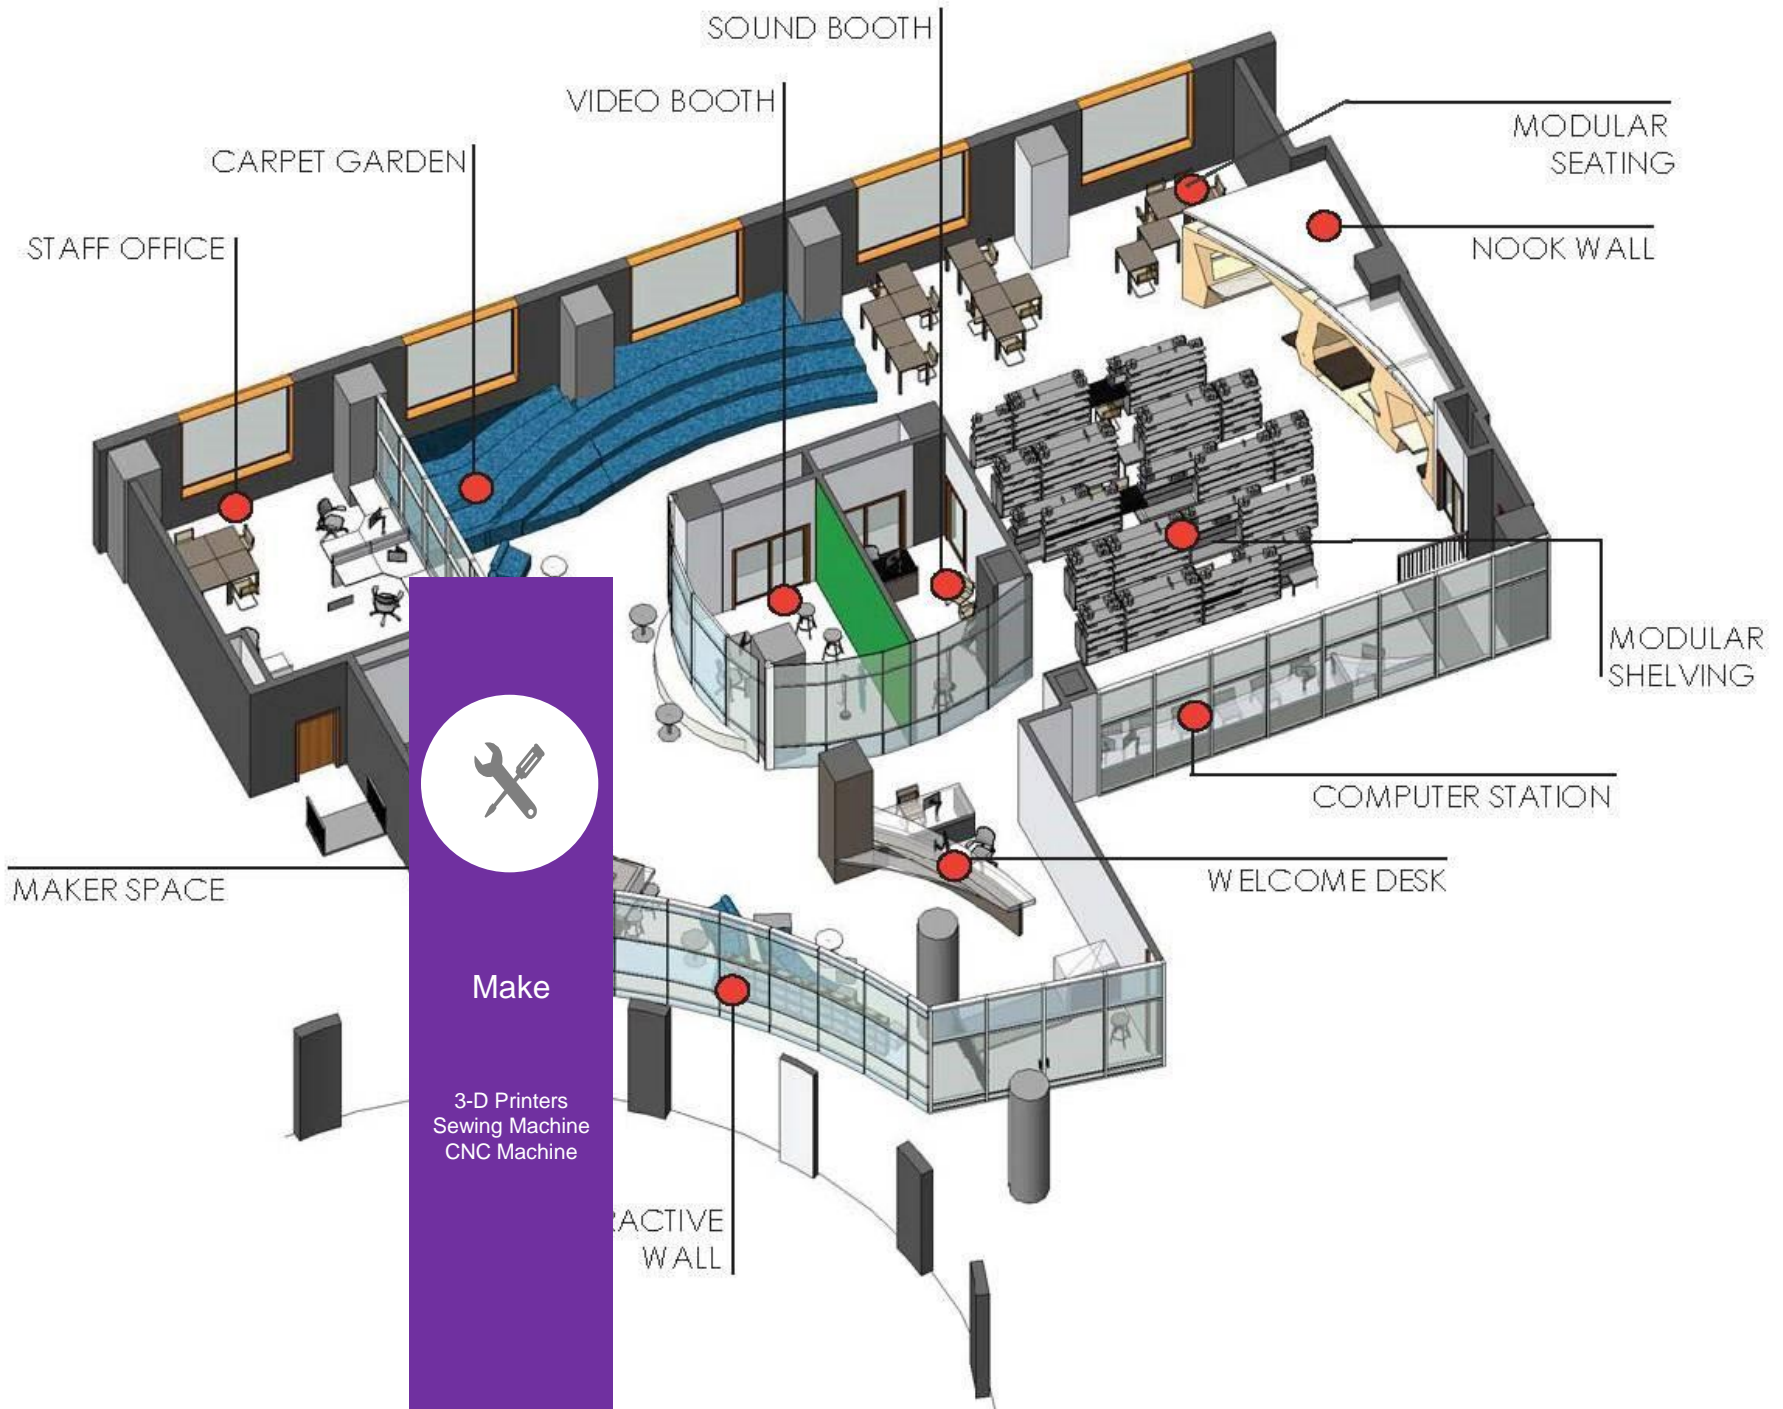 SOUND BOOTH
VIDEO BOOTH
CARPET GARDEN
STAFF OFFICE
MODULAR
SEATING
NOOK WALL
MODULAR
SHELVING
COMPUTER STATION
WELCOME DESK
MAKER SPACE
Make
3-D Printers
Sewing Machine
CNC Machine
RACTIVE
WALL